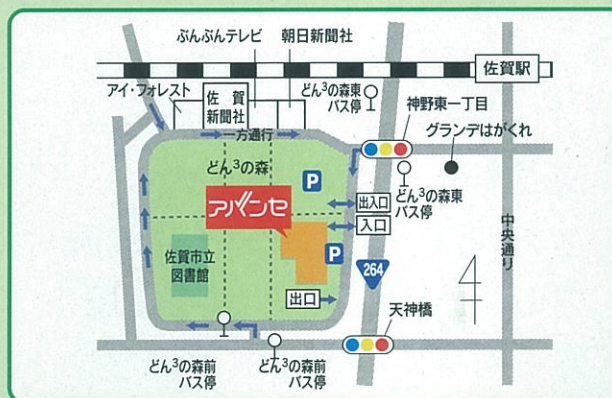 ぶんぶんテレビ
朝日新聞社
佐賀駅
アイ・フォレスト
佐賀
新聞社
どん³の森東
バス停
神野東一丁目
グランデはがくれ
一方通行
どん³の森
P
アバンセ
出入口
どん³の森東
バス停
入口
中央通り
佐賀市立
図書館
P
264
出口
天神橋
どん³の森前
バス停
どん³の森前
バス停